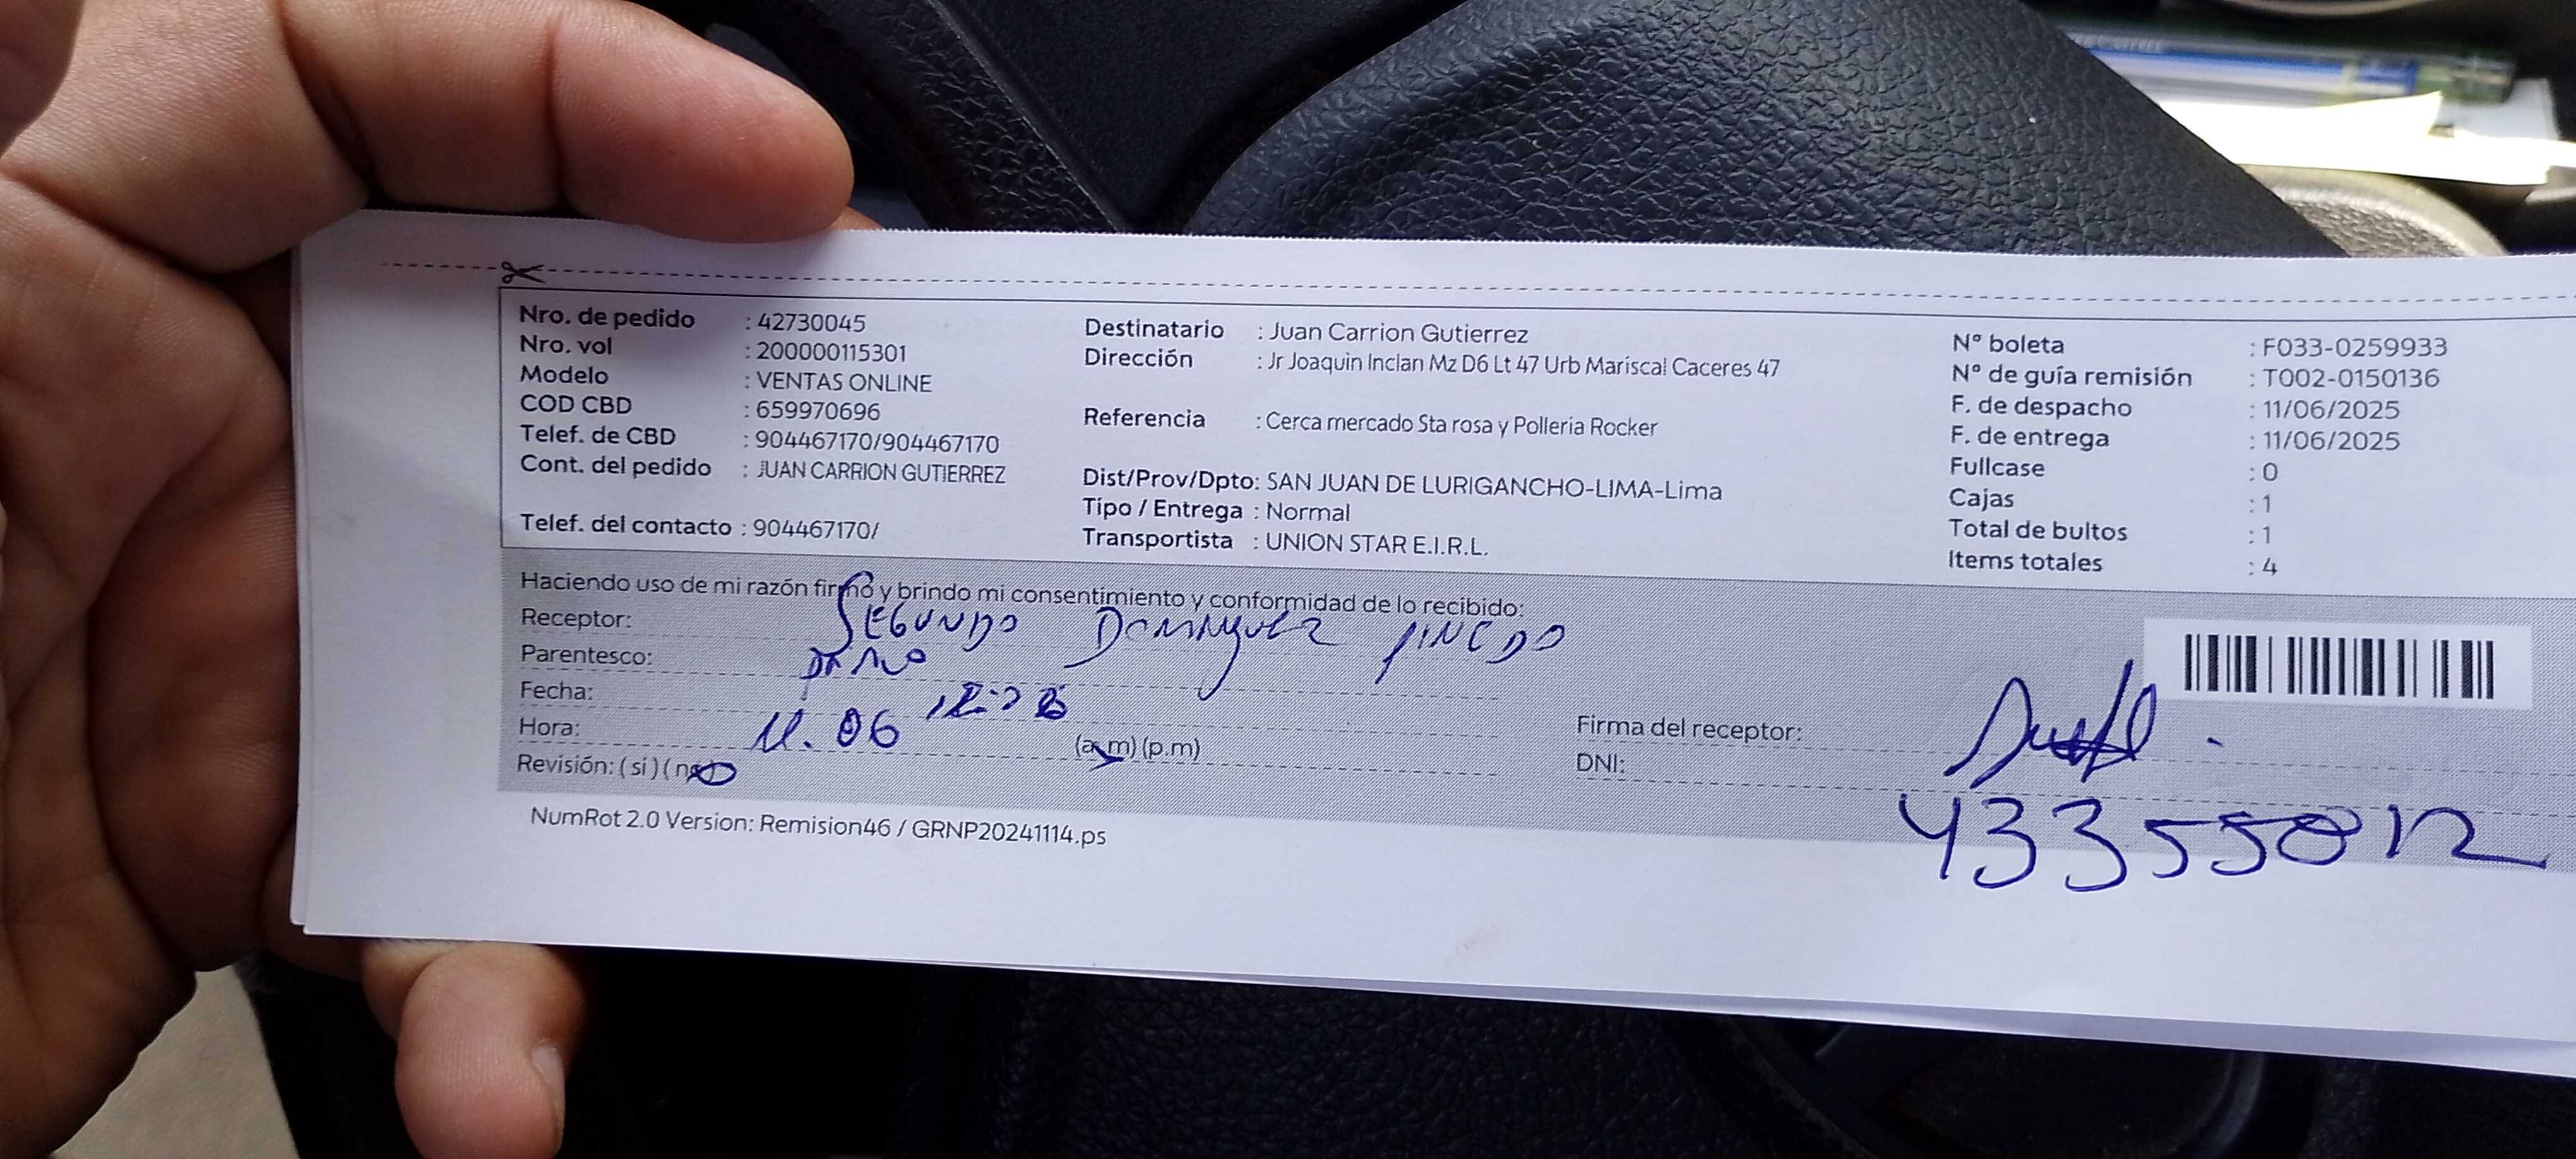 Nro. de pedido : 42730045
Nro. vol : 200000115301
Modelo : VENTAS ONLINE
COD CBD : 659970696
Telef. de CBD : 904467170/904467170
Cont. del pedido : JUAN CARRION GUTIERREZ
Telef. del contacto : 904467170/
Destinatario : Juan Carrion Gutierrez
Dirección : Jr Joaquin Inclan Mz D6 Lt 47 Urb Mariscal Caceres 47
Referencia : Cerca mercado Sta rosa y Pollería Rocker
Dist/Prov/Dpto: SAN JUAN DE LURIGANCHO-LIMA-Lima
Tipo / Entrega : Normal
Transportista : UNION STAR E.I.R.L.
N° boleta : F033-0259933
N° de guía remisión : T002-0150136
F. de despacho : 11/06/2025
F. de entrega : 11/06/2025
Fullcase : 0
Cajas : 1
Total de bultos : 1
Items totales : 4
Haciendo uso de mi razón firmo y brindo mi consentimiento y conformidad de lo recibido:
Receptor: SEGUNDO Dominguez PINEDO
Parentesco:
Fecha:
Hora: 11.06 (a.m) (p.m)
Revisión: (si) (no)
Firma del receptor:
DNI: 43355812
NumRot 2.0 Version: Remision46 / GRNP20241114.ps